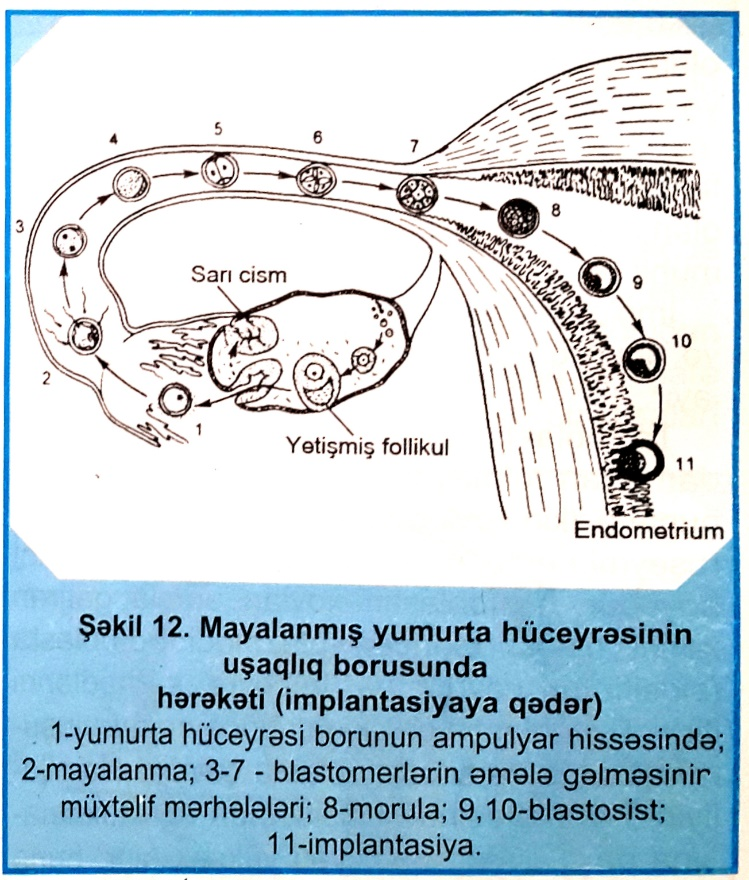 4
5
6
7
3
8
Sarı cism
9
10
2
1
11
Yetişmiş follikul
Endometrium
Şəkil 12. Mayalanmış yumurta hüceyrəsinin
uşaqlıq borusunda
hərəkəti (implantasiyaya qədər)
1-yumurta hüceyrəsi borunun ampulyar hissəsində;
2-mayalanma; 3-7 - blastomerlərin əmələ gəlməsinir
müxtəlif mərhələləri; 8-morula; 9,10-blastosist;
11-implantasiya.